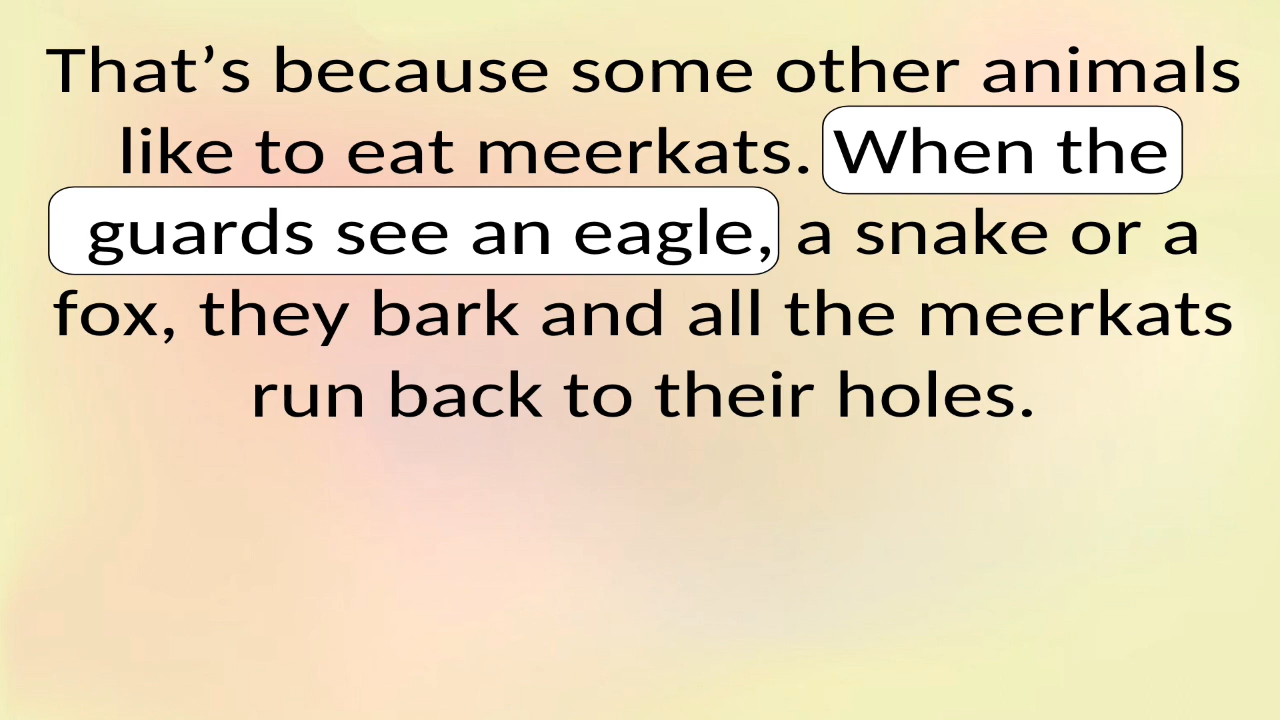 That’s because some other animals
like to eat meerkats. When the
guards see an eagle, a snake or a
fox, they bark and all the meerkats
run back to their holes.